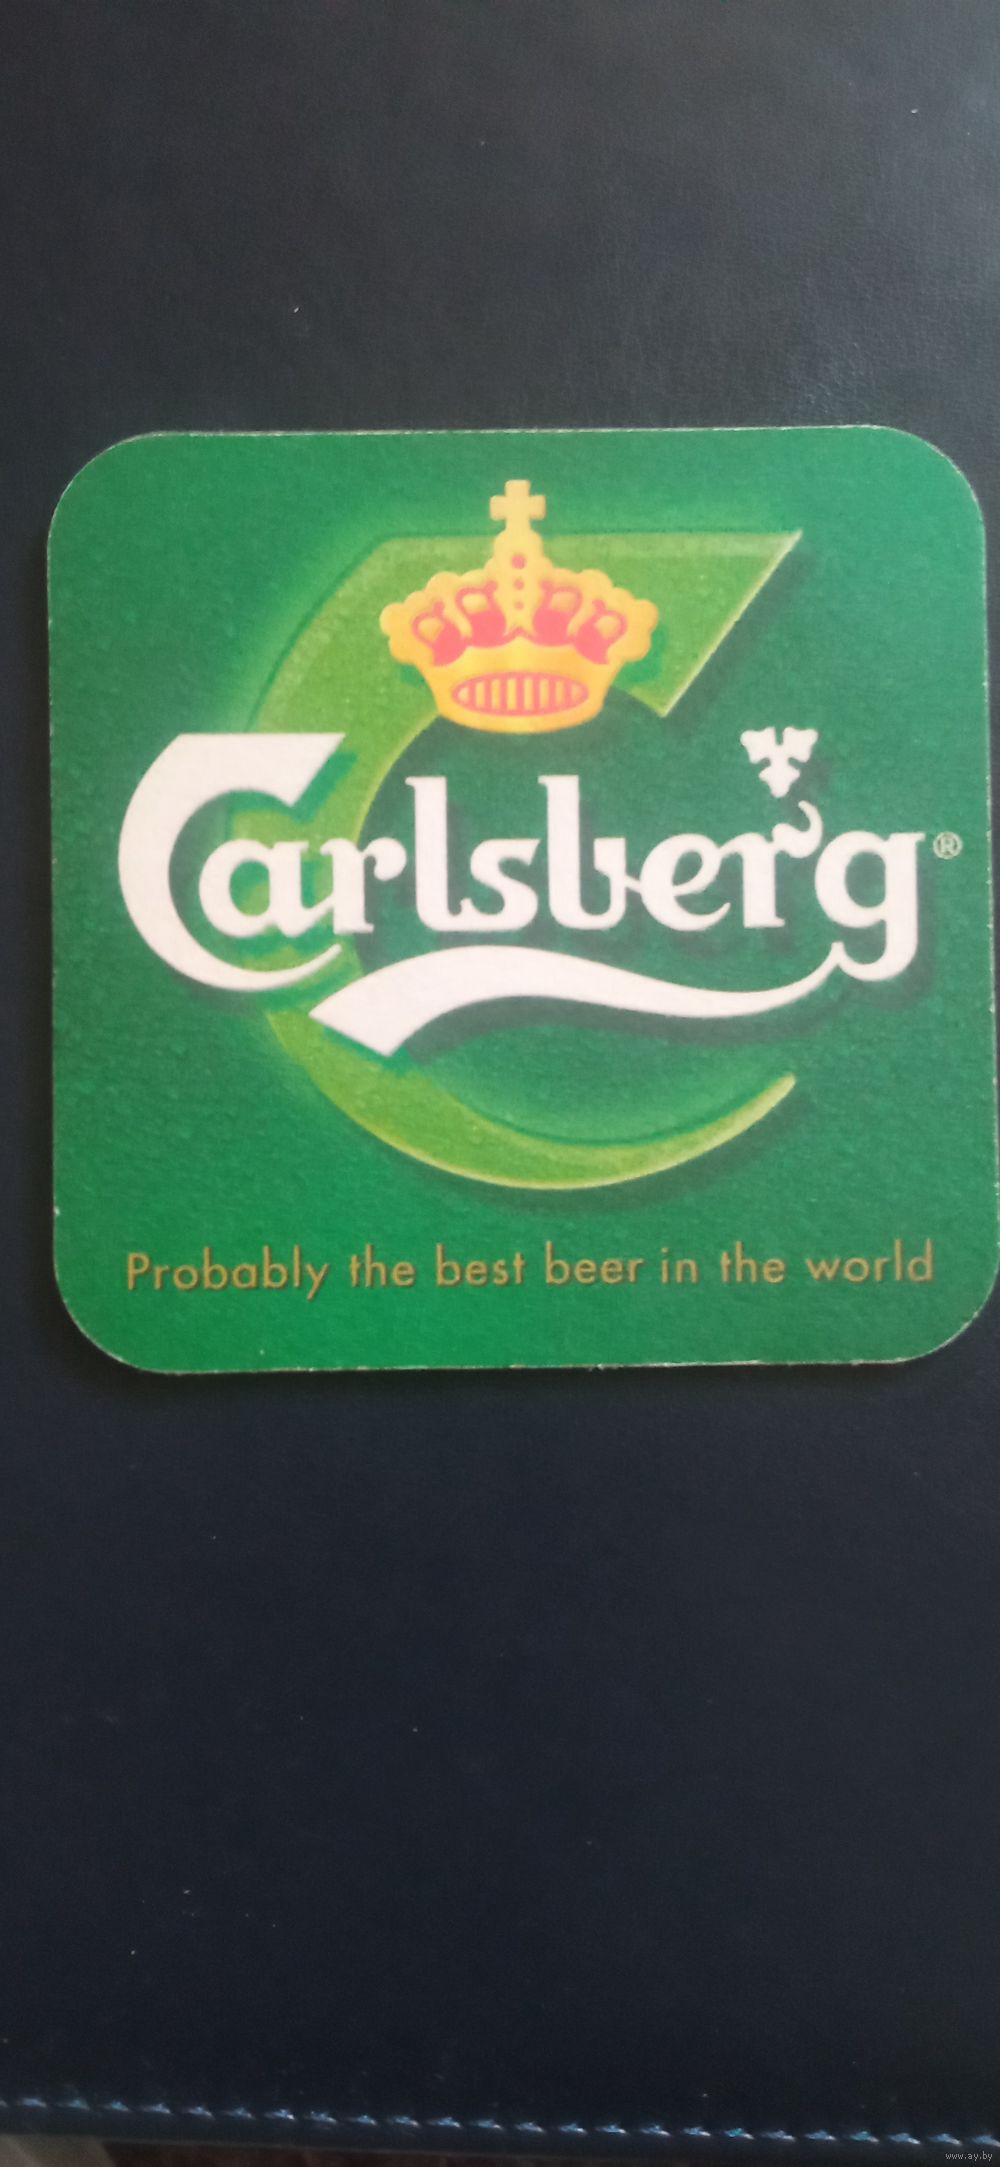 Carlsberg®
Probably the best beer in the world
www.ay.by